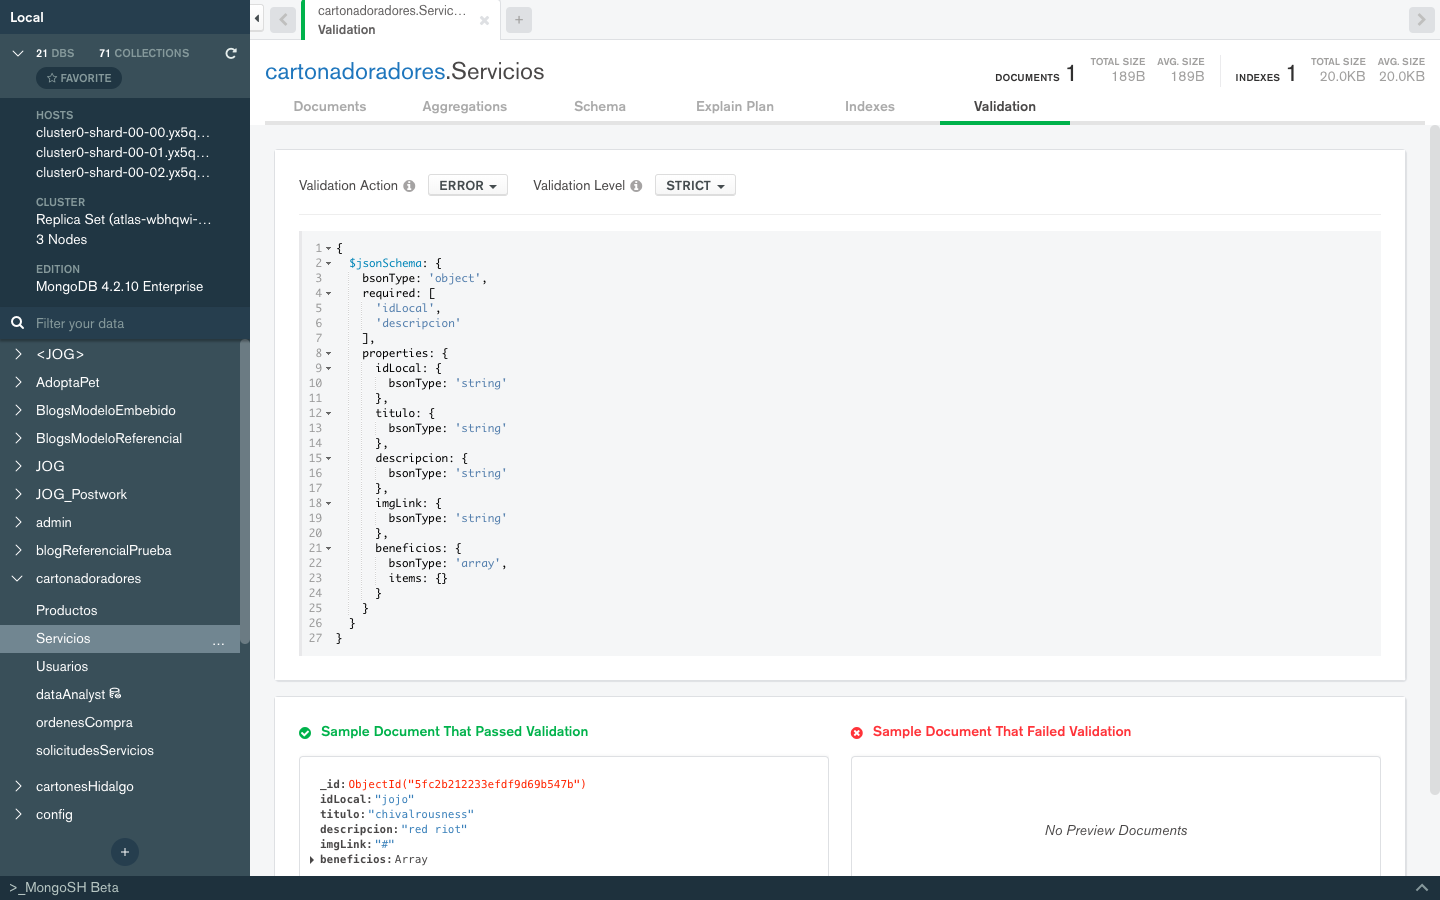 Local
21 DBS 71 COLLECTIONS
FAVORITE
HOSTS
cluster0-shard-00-00.yx5q...
cluster0-shard-00-01.yx5q...
cluster0-shard-00-02.yx5q...
CLUSTER
Replica Set (atlas-wbhqwi-...
3 Nodes
EDITION
MongoDB 4.2.10 Enterprise
Filter your data
<JOG>
AdoptaPet
BlogsModeloEmbebido
BlogsModeloReferencial
JOG
JOG_Postwork
admin
blogReferencialPrueba
cartonadoradores
Productos
Servicios ...
Usuarios
dataAnalyst
ordenesCompra
solicitudesServicios
cartonesHidalgo
config
+
>_MongoSH Beta
cartonadoradores.Servic...
Validation
+
cartonadoradores.Servicios
DOCUMENTS 1 TOTAL SIZE 189B AVG. SIZE 189B INDEXES 1 TOTAL SIZE 20.0KB AVG. SIZE 20.0KB
Documents Aggregations Schema Explain Plan Indexes Validation
Validation Action ERROR Validation Level STRICT
1 {
2 $jsonSchema: {
3 bsonType: 'object',
4 required: [
5 'idLocal',
6 'descripcion'
7 ],
8 properties: {
9 idLocal: {
10 bsonType: 'string'
11 },
12 titulo: {
13 bsonType: 'string'
14 },
15 descripcion: {
16 bsonType: 'string'
17 },
18 imgLink: {
19 bsonType: 'string'
20 },
21 beneficios: {
22 bsonType: 'array',
23 items: {}
24 }
25 }
26 }
27 }
Sample Document That Passed Validation
_id:ObjectId("5fc2b212233efdf9d69b547b")
idLocal:"jojo"
titulo:"chivalrousness"
descripcion:"red riot"
imgLink:"#"
beneficios:Array
Sample Document That Failed Validation
No Preview Documents